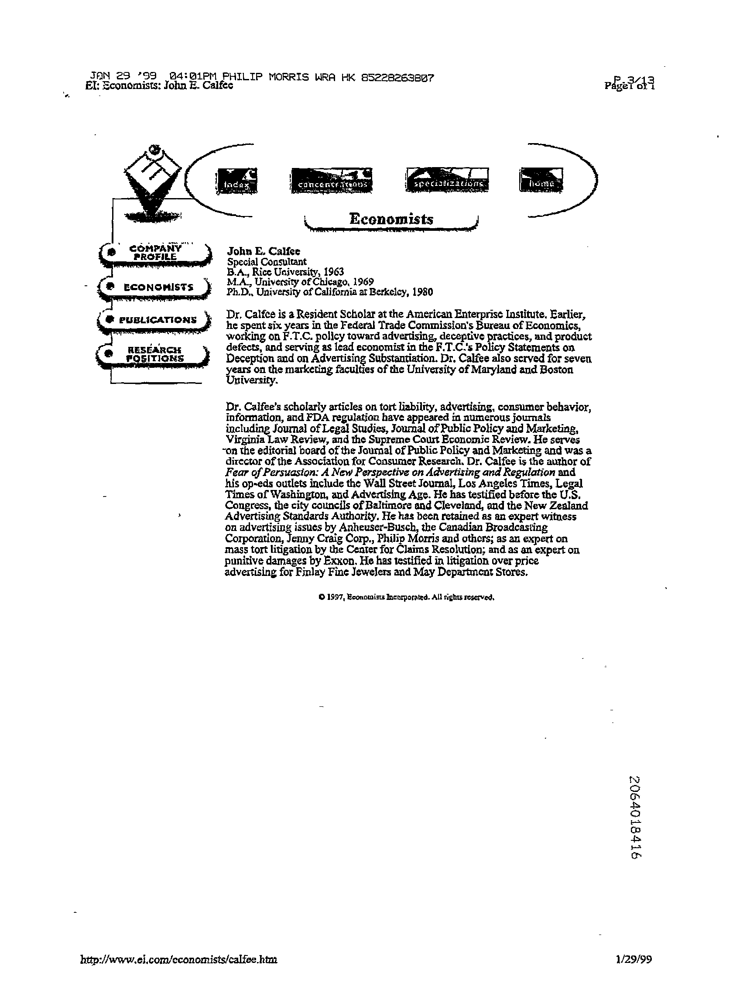 JAN 29 '99 04:01PM PHILIP MORRIS WRA HK 85228263807
P.3/13
EI: Economists: John E. Calfee
Page 1 of 1
index
concentrations
specializations
home
Economists
COMPANY
PROFILE
ECONOMISTS
PUBLICATIONS
RESEARCH
POSITIONS
John E. Calfee
Special Consultant
B.A., Rice University, 1963
M.A., University of Chicago, 1969
Ph.D., University of California at Berkeley, 1980
Dr. Calfee is a Resident Scholar at the American Enterprise Institute. Earlier,
he spent six years in the Federal Trade Commission's Bureau of Economics,
working on F.T.C. policy toward advertising, deceptive practices, and product
defects, and serving as lead economist in the F.T.C.'s Policy Statements on
Deception and on Advertising Substantiation. Dr. Calfee also served for seven
years on the marketing faculties of the University of Maryland and Boston
University.
Dr. Calfee's scholarly articles on tort liability, advertising, consumer behavior,
information, and FDA regulation have appeared in numerous journals
including Journal of Legal Studies, Journal of Public Policy and Marketing,
Virginia Law Review, and the Supreme Court Economic Review. He serves
on the editorial board of the Journal of Public Policy and Marketing and was a
director of the Association for Consumer Research. Dr. Calfee is the author of
Fear of Persuasion: A New Perspective on Advertising and Regulation and
his op-eds outlets include the Wall Street Journal, Los Angeles Times, Legal
Times of Washington, and Advertising Age. He has testified before the U.S.
Congress, the city councils of Baltimore and Cleveland, and the New Zealand
Advertising Standards Authority. He has been retained as an expert witness
on advertising issues by Anheuser-Busch, the Canadian Broadcasting
Corporation, Jenny Craig Corp., Philip Morris and others; as an expert on
mass tort litigation by the Center for Claims Resolution; and as an expert on
punitive damages by Exxon. He has testified in litigation over price
advertising for Finlay Fine Jewelers and May Department Stores.
© 1997, Economists Incorporated. All rights reserved.
2064018416
http://www.ei.com/economists/calfee.htm
1/29/99